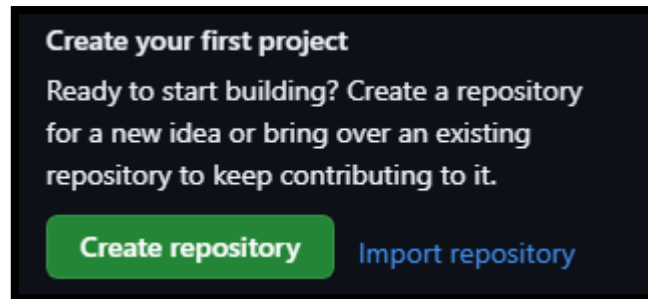 Create your first project
Ready to start building? Create a repository
for a new idea or bring over an existing
repository to keep contributing to it.
Create repository
Import repository